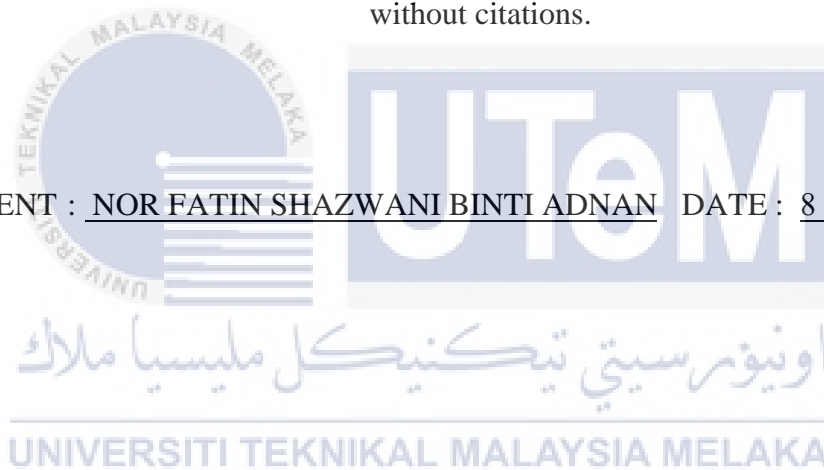 without citations.
UNIVERSITI TEKNIKAL MALAYSIA MELAKA
UTeM
ENT : NOR FATIN SHAZWANI BINTI ADNAN DATE : 8
اونيۏرسيتي تيكنيكل مليسيا ملاك
UNIVERSITI TEKNIKAL MALAYSIA MELAKA